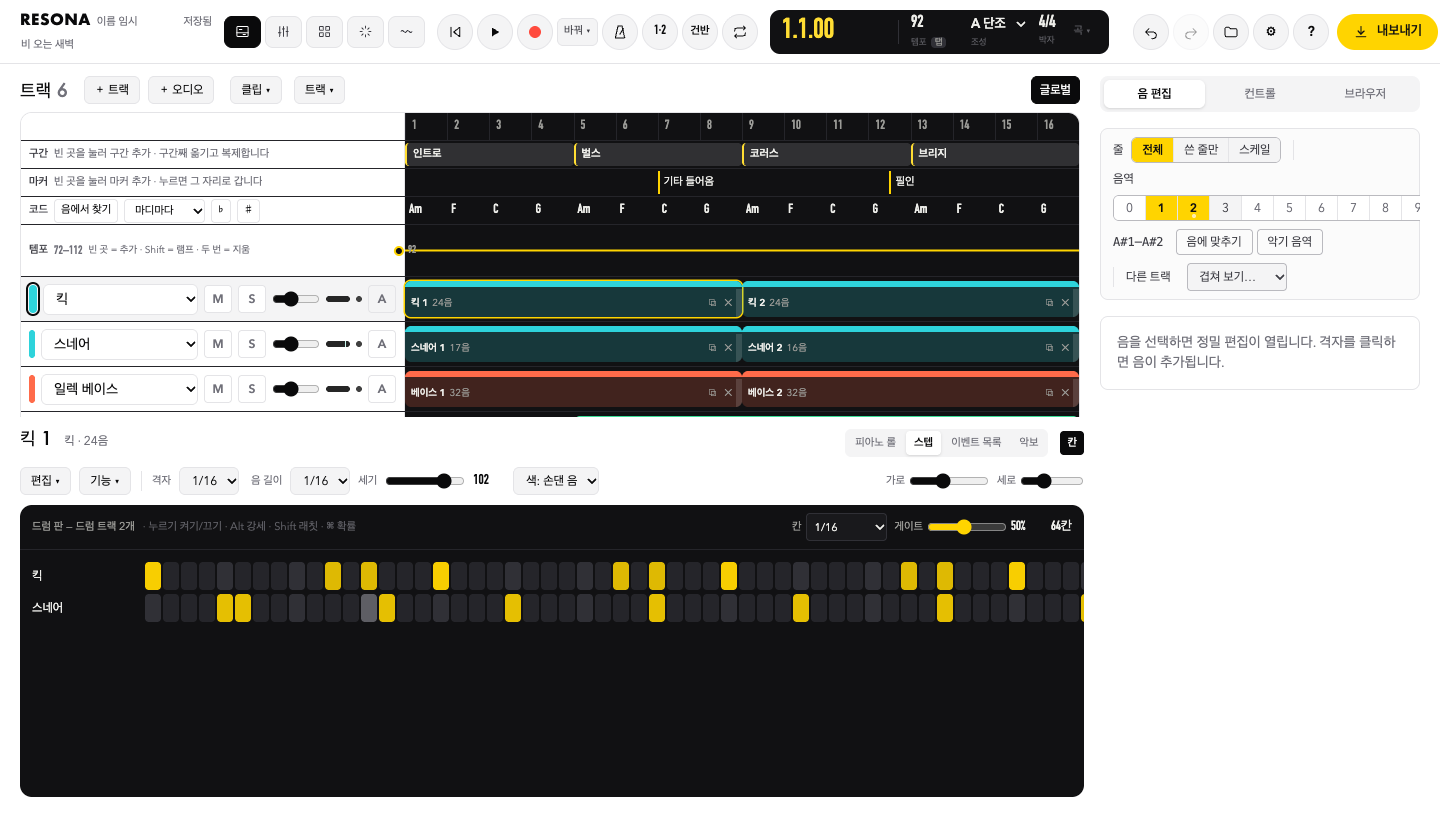 RESONA 이름 임시 저장됨
비 오는 새벽
바꿔 ▾
1·2
건반
1.1.00
92
템포 탭
A 단조
조성
4/4
박자
곡 ▾
?
내보내기
트랙 6
+ 트랙
+ 오디오
클립 ▾
트랙 ▾
글로벌
1 2 3 4 5 6 7 8 9 10 11 12 13 14 15 16
구간 빈 곳을 눌러 구간 추가 · 구간째 옮기고 복제합니다
인트로 벌스 코러스 브리지
마커 빈 곳을 눌러 마커 추가 · 누르면 그 자리로 갑니다
기타 들어옴 필인
코드 음에서 찾기 마디마다 ♭ #
Am F C G Am F C G Am F C G Am F C G
템포 72–112 빈 곳 = 추가 · Shift = 램프 · 두 번 = 지움
92
킥 M S A
킥 1 24음
킥 2 24음
스네어 M S A
스네어 1 17음
스네어 2 16음
일렉 베이스 M S A
베이스 1 32음
베이스 2 32음
음 편집 컨트롤 브라우저
줄 전체 쓴 줄만 스케일
음역
0 1 2 3 4 5 6 7 8 9
A#1–A#2 음에 맞추기 악기 음역
다른 트랙 겹쳐 보기…
음을 선택하면 정밀 편집이 열립니다. 격자를 클릭하
면 음이 추가됩니다.
킥 1 킥 · 24음
피아노 롤 스텝 이벤트 목록 악보 칸
편집 ▾ 기능 ▾ 격자 1/16 음 길이 1/16 세기 102 색: 손댄 음 가로 세로
드럼 판 — 드럼 트랙 2개 · 누르기 켜기/끄기 · Alt 강세 · Shift 래칫 · ⌘ 확률
칸 1/16 게이트 50% 64칸
킥
스네어